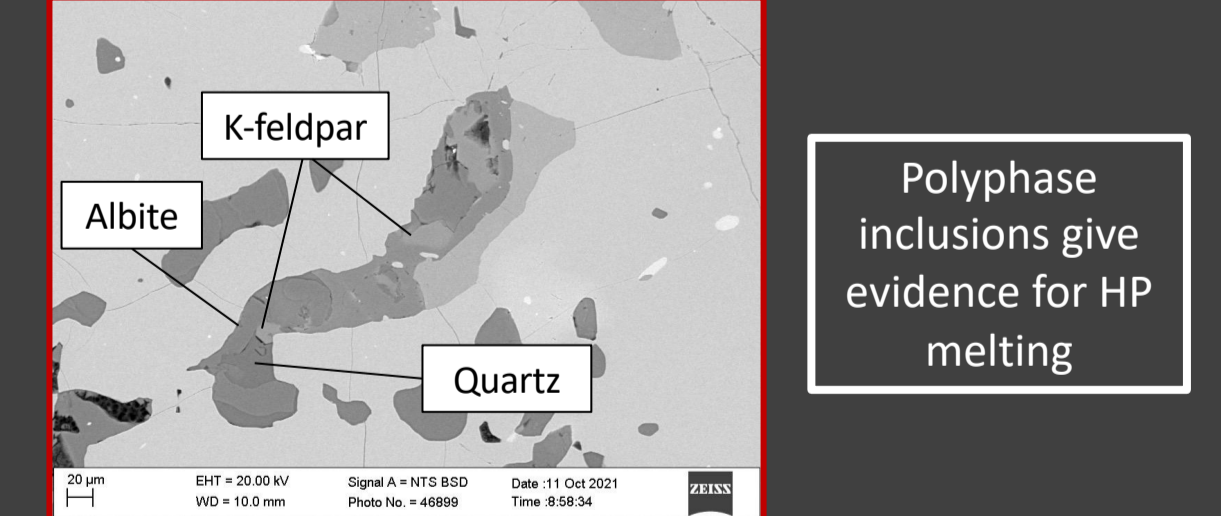 K-feldpar
Albite
Quartz
Polyphase
inclusions give
evidence for HP
melting
20 µm
EHT = 20.00 kV
WD = 10.0 mm
Signal A = NTS BSD
Photo No. = 46899
Date :11 Oct 2021
Time :8:58:34
ZEISS